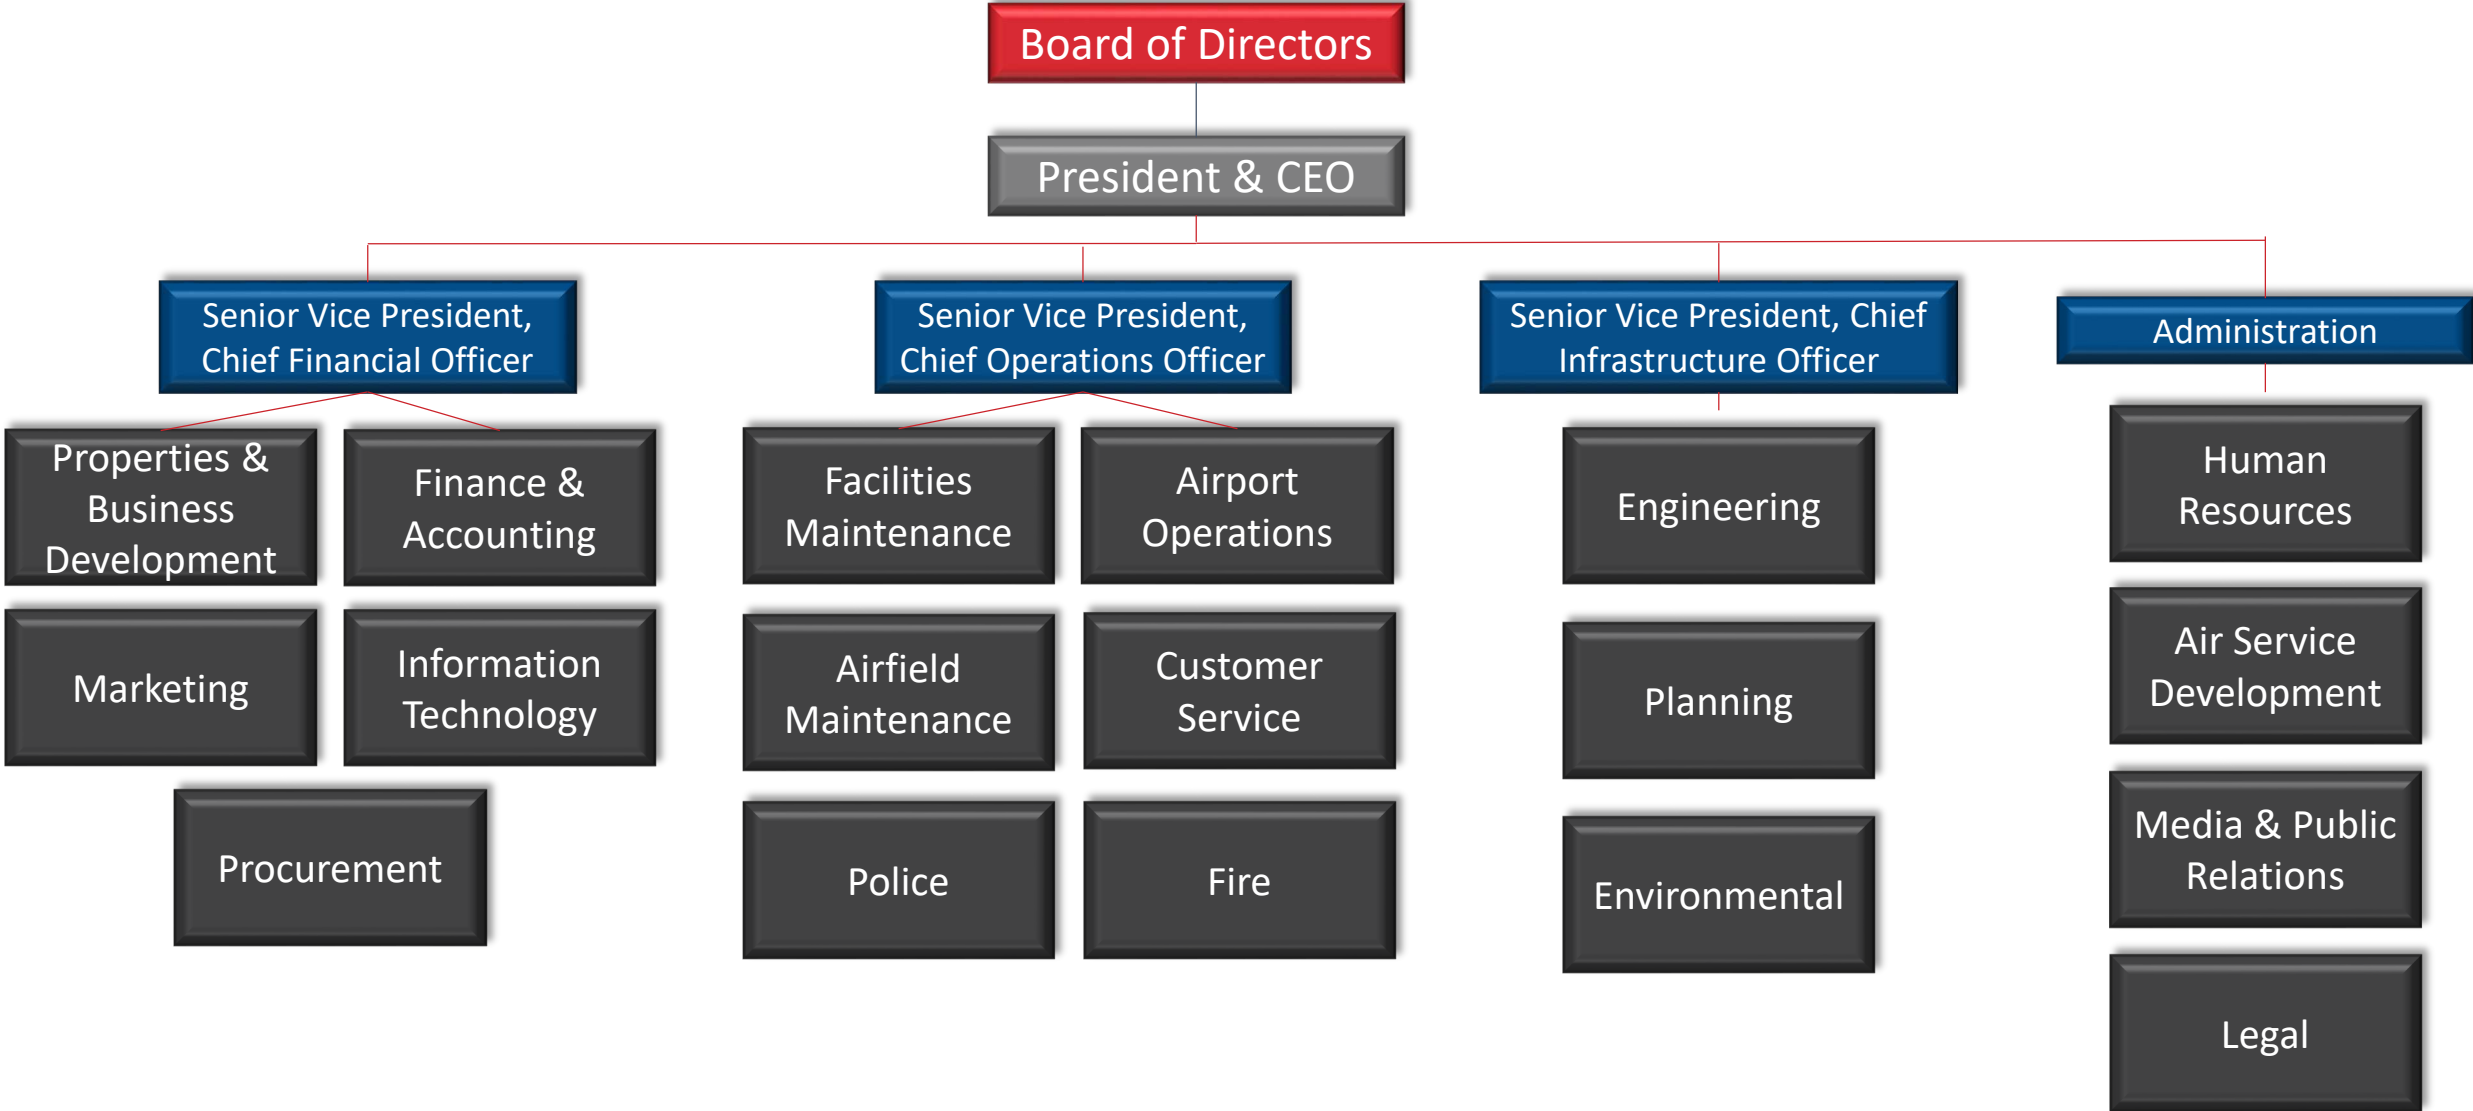 Board of Directors
President & CEO
Senior Vice President,
Chief Financial Officer
Senior Vice President,
Chief Operations Officer
Senior Vice President, Chief
Infrastructure Officer
Administration
Properties &
Business
Development
Finance &
Accounting
Marketing
Information
Technology
Procurement
Facilities
Maintenance
Airport
Operations
Airfield
Maintenance
Customer
Service
Police
Fire
Engineering
Planning
Environmental
Human
Resources
Air Service
Development
Media & Public
Relations
Legal